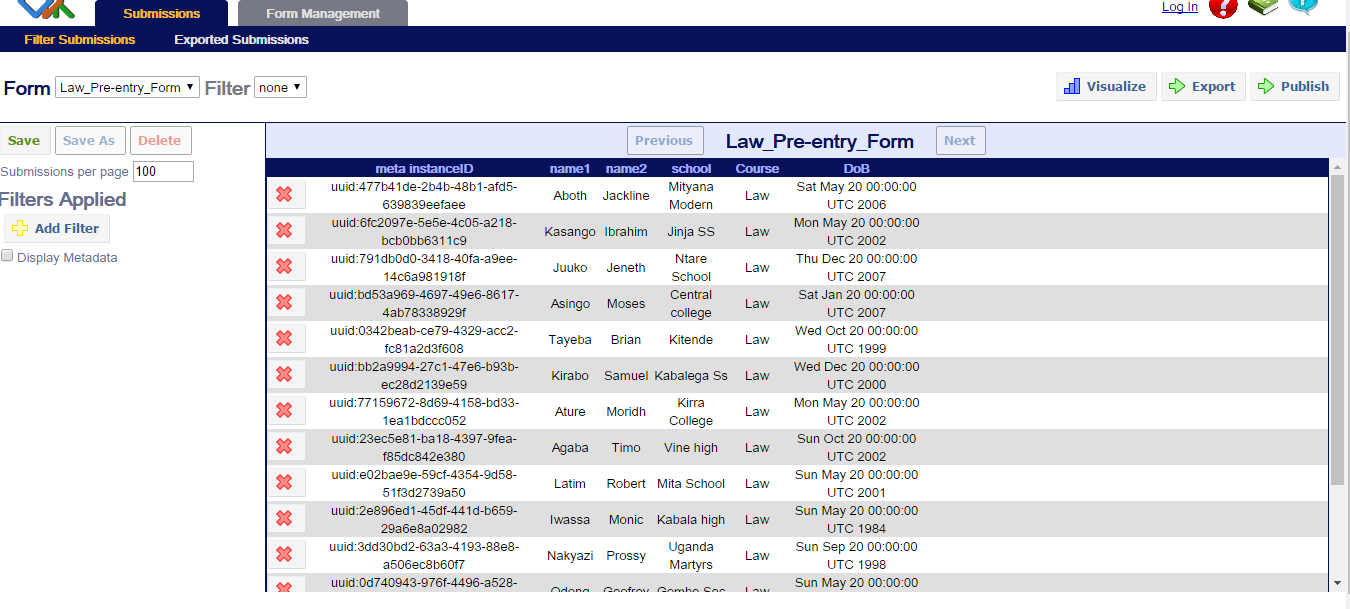 Submissions Form Management Log In
Filter Submissions Exported Submissions
Form Law_Pre-entry_Form Filter none Visualize Export Publish
Save Save As Delete Previous Law_Pre-entry_Form Next
Submissions per page 100
Filters Applied
Add Filter
Display Metadata
meta instanceID name1 name2 school Course DoB
uuid:477b41de-2b4b-48b1-afd5- Mityana Sat May 20 00:00:00
639839eefaee Aboth Jackline Modern Law UTC 2006
uuid:6fc2097e-5e5e-4c05-a218- Mon May 20 00:00:00
bcb0bb6311c9 Kasango Ibrahim Jinja SS Law UTC 2002
uuid:791db0d0-3418-40fa-a9ee- Ntare Thu Dec 20 00:00:00
14c6a981918f Juuko Jeneth School Law UTC 2007
uuid:bd53a969-4697-49e6-8617- Central Sat Jan 20 00:00:00
4ab78338929f Asingo Moses college Law UTC 2007
uuid:0342beab-ce79-4329-acc2- Wed Oct 20 00:00:00
fc81a2d3f608 Tayeba Brian Kitende Law UTC 1999
uuid:bb2a9994-27c1-47e6-b93b- Wed Dec 20 00:00:00
ec28d2139e59 Kirabo Samuel Kabalega Ss Law UTC 2000
uuid:77159672-8d69-4158-bd33- Kirra Mon May 20 00:00:00
1ea1bdccc052 Ature Moridh College Law UTC 2002
uuid:23ec5e81-ba18-4397-9fea- Sun Oct 20 00:00:00
f85dc842e380 Agaba Timo Vine high Law UTC 2002
uuid:e02bae9e-59cf-4354-9d58- Sun May 20 00:00:00
51f3d2739a50 Latim Robert Mita School Law UTC 2001
uuid:2e896ed1-45df-441d-b659- Sun May 20 00:00:00
29a6e8a02982 Iwassa Monic Kabala high Law UTC 1984
uuid:3dd30bd2-63a3-4193-88e8- Uganda Sun Sep 20 00:00:00
a506ec8b60f7 Nakyazi Prossy Martyrs Law UTC 1998
uuid:0d740943-976f-4496-a528- Sun May 20 00:00:00
Law